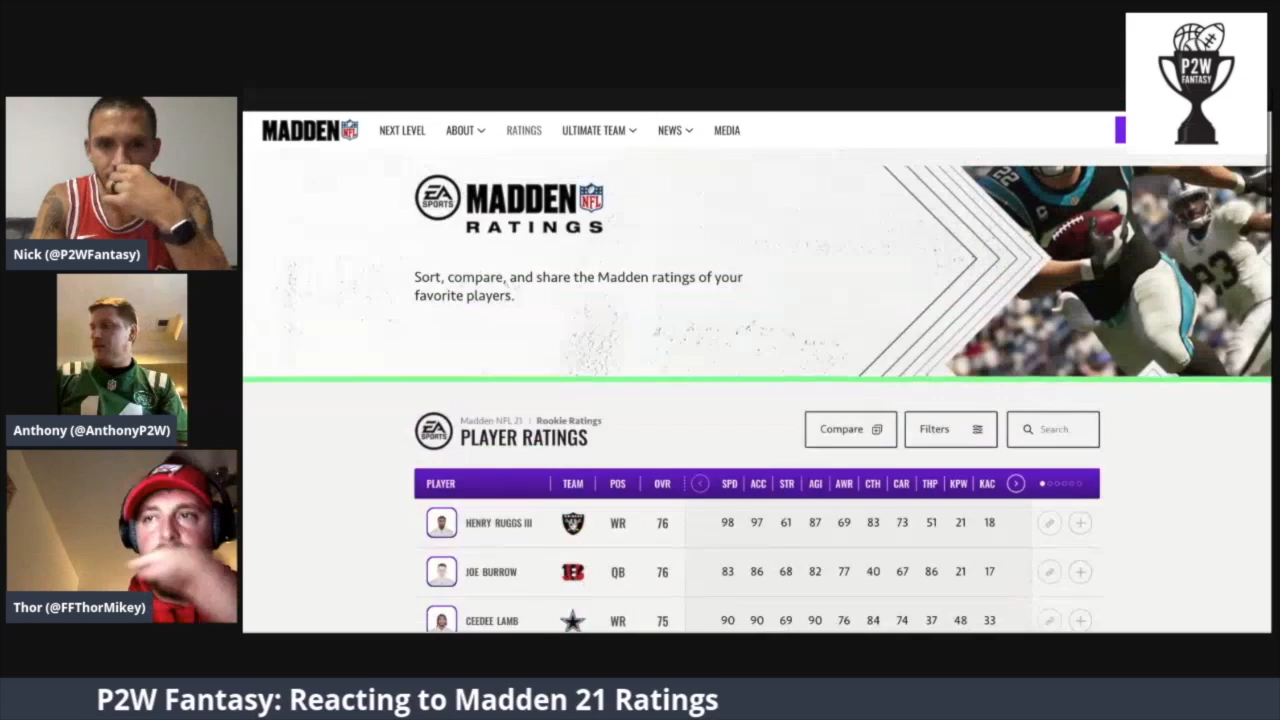 P2W
FANTASY
Nick (@P2WFantasy)
Anthony (@AnthonyP2W)
Thor (@FFThorMikey)
MADDEN NFL NEXT LEVEL ABOUT RATINGS ULTIMATE TEAM NEWS MEDIA
EA SPORTS MADDEN NFL
RATINGS
Sort, compare, and share the Madden ratings of your
favorite players.
22
83
EA SPORTS Madden NFL 21 | Rookie Ratings
PLAYER RATINGS
Compare Filters Search
PLAYER TEAM POS OVR SPD ACC STR AGI AWR CTH CAR THP KPW KAC
HENRY RUGGS III WR 76 98 97 61 87 69 83 73 51 21 18
JOE BURROW QB 76 83 86 68 82 77 40 67 86 21 17
CEEDEE LAMB WR 75 90 90 69 90 76 84 74 37 48 33
P2W Fantasy: Reacting to Madden 21 Ratings